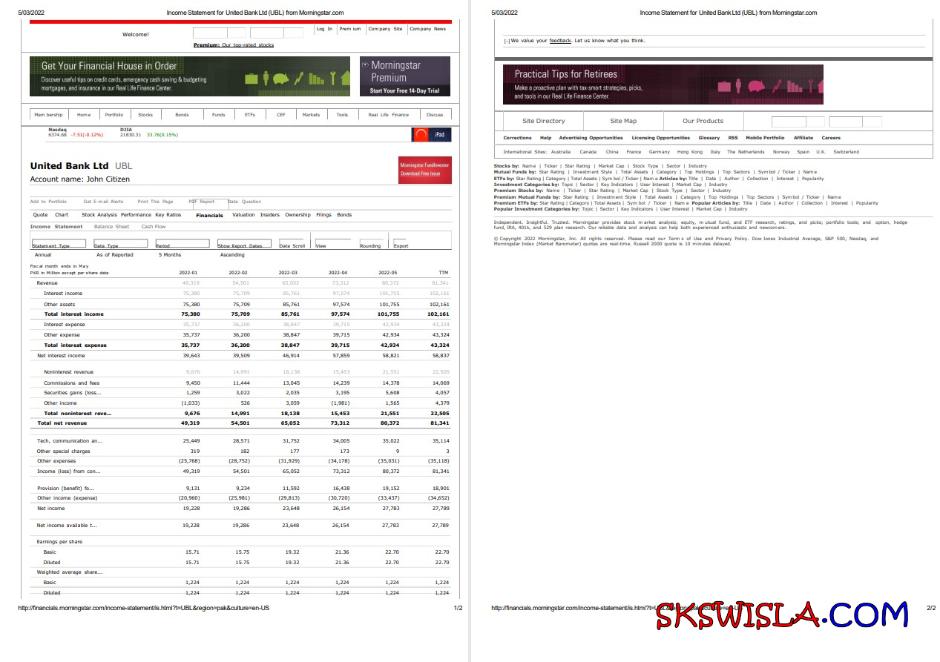 5/03/2022
Income Statement for United Bank Ltd (UBL) from Morningstar.com
Welcome!
Log In Premium Company Site Company News
Premium: Our top-rated stocks
Get Your Financial House in Order
Discover useful tips on credit cards, emergency cash saving & budgeting
mortgages, and insurance in our Real Life Finance Center.
Morningstar
Premium
Start Your Free 14-Day Trial
Membership Home Portfolio Stocks Bonds Funds ETFs CEF Markets Tools Real Life Finance Discuss
Nasdaq
6374.68 -7.51(-0.12%)
DJIA
21830.31 33.76(0.15%)
iPad
United Bank Ltd UBL
Account name: John Citizen
Morningstar FundInvestor
Download Free Issue
Add to Portfolio Get E-mail Alerts Print This Page PDF Report Data Question
Quote Chart Stock Analysis Performance Key Ratios Financials Valuation Insiders Ownership Filings Bonds
Income Statement Balance Sheet Cash Flow
Statement Type Data Type Period Show Report Dates Data Scroll View Rounding Export
Annual As of Reported 5 Months Ascending
Fiscal month ends in May
PKR in Million except per share data 2022-01 2022-02 2022-03 2022-04 2022-05 TTM
Revenue 49,319 54,501 65,052 73,312 80,372 81,341
Interest income 75,380 75,709 85,761 97,574 101,755 102,161
Other assets 75,380 75,709 85,761 97,574 101,755 102,161
Total interest income 75,380 75,709 85,761 97,574 101,755 102,161
Interest expense 35,737 36,200 38,847 39,715 42,934 43,324
Other expense 35,737 36,200 38,847 39,715 42,934 43,324
Total interest expense 35,737 36,200 38,847 39,715 42,934 43,324
Net interest income 39,643 39,509 46,914 57,859 58,821 58,837
Noninterest revenue 9,676 14,991 18,138 15,453 21,551 22,505
Commissions and fees 9,450 11,444 13,045 14,239 14,378 14,069
Securities gains (loss... 1,259 3,022 2,035 3,195 5,608 4,057
Other income (1,033) 526 3,059 (1,981) 1,565 4,379
Total noninterest reve... 9,676 14,991 18,138 15,453 21,551 22,505
Total net revenue 49,319 54,501 65,052 73,312 80,372 81,341
Tech, communication an... 25,449 28,571 31,752 34,005 35,022 35,114
Other special charges 319 182 177 173 9 3
Other expenses (25,768) (28,752) (31,929) (34,178) (35,031) (35,118)
Income (loss) from con... 49,319 54,501 65,052 73,312 80,372 81,341
Provision (benefit) fo... 9,131 9,234 11,592 16,438 19,152 18,901
Other income (expense) (20,960) (25,981) (29,813) (30,720) (33,437) (34,652)
Net income 19,228 19,286 23,648 26,154 27,783 27,789
Net income available t... 19,228 19,286 23,648 26,154 27,783 27,789
Earnings per share
Basic 15.71 15.75 19.32 21.36 22.70 22.70
Diluted 15.71 15.75 19.32 21.36 22.70 22.70
Weighted average share...
Basic 1,224 1,224 1,224 1,224 1,224 1,224
Diluted 1,224 1,224 1,224 1,224 1,224 1,224
http://financials.morningstar.com/income-statement/is.html?t=UBL&region=pak&culture=en-US
1/2
5/03/2022
Income Statement for United Bank Ltd (UBL) from Morningstar.com
[-] We value your feedback. Let us know what you think.
Practical Tips for Retirees
Make a proactive plan with tax-smart strategies, picks,
and tools in our Real Life Finance Center.
Site Directory Site Map Our Products
Corrections Help Advertising Opportunities Licensing Opportunities Glossary RSS Mobile Portfolio Affiliate Careers
International Sites: Australia Canada China France Germany Hong Kong Italy The Netherlands Norway Spain U.K. Switzerland
Stocks by: Name | Ticker | Star Rating | Market Cap | Stock Type | Sector | Industry
Mutual Funds by: Star Rating | Investment Style | Total Assets | Category | Top Holdings | Top Sectors | Symbol / Ticker | Name
ETFs by: Star Rating | Category | Total Assets | Symbol / Ticker | Name Articles by: Title | Date | Author | Collection | Interest | Popularity
Investment Categories by: Topic | Sector | Key Indicators | User Interest | Market Cap | Industry
Premium Stocks by: Name | Ticker | Star Rating | Market Cap | Stock Type | Sector | Industry
Premium Mutual Funds by: Star Rating | Investment Style | Total Assets | Category | Top Holdings | Top Sectors | Symbol / Ticker | Name
Premium ETFs by: Star Rating | Category | Total Assets | Symbol / Ticker | Name Popular Articles by: Title | Date | Author | Collection | Interest | Popularity
Popular Investment Categories by: Topic | Sector | Key Indicators | User Interest | Market Cap | Industry
Independent. Insightful. Trusted. Morningstar provides stock market analysis; equity, mutual fund, and ETF research, ratings, and picks; portfolio tools; and option, hedge
fund, IRA, 401k, and 529 plan research. Our reliable data and analysis can help both experienced enthusiasts and newcomers.
© Copyright 2022 Morningstar, Inc. All rights reserved. Please read our Terms of Use and Privacy Policy. Dow Jones Industrial Average, S&P 500, Nasdaq, and
Morningstar Index (Market Barometer) quotes are real-time. Russell 2000 quote is 10 minutes delayed.
http://financials.morningstar.com/income-statement/is.html?t=
2/2
SKSWISLA.COM